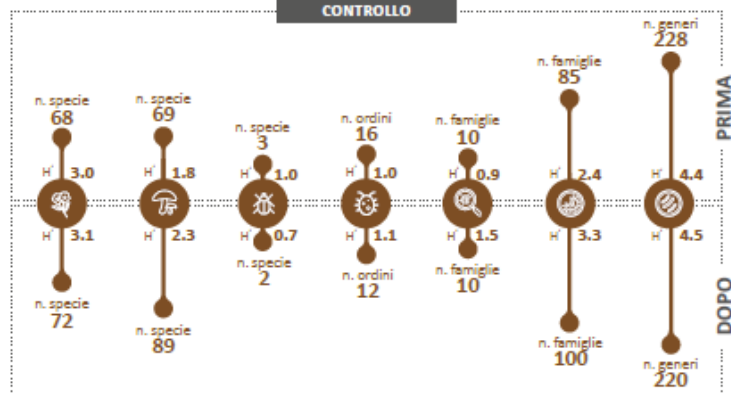 CONTROLLO
n. specie
68
n. specie
69
n. specie
3
n. ordini
16
n. famiglie
10
n. famiglie
85
n. generi
228
PRIMA
H´ 3.0
H´ 1.8
H´ 1.0
H´ 1.0
H´ 0.9
H´ 2.4
H´ 4.4
H´ 3.1
H´ 2.3
H´ 0.7
H´ 1.1
H´ 1.5
H´ 3.3
H´ 4.5
n. specie
72
n. specie
89
n. specie
2
n. ordini
12
n. famiglie
10
n. famiglie
100
n. generi
220
DOPO